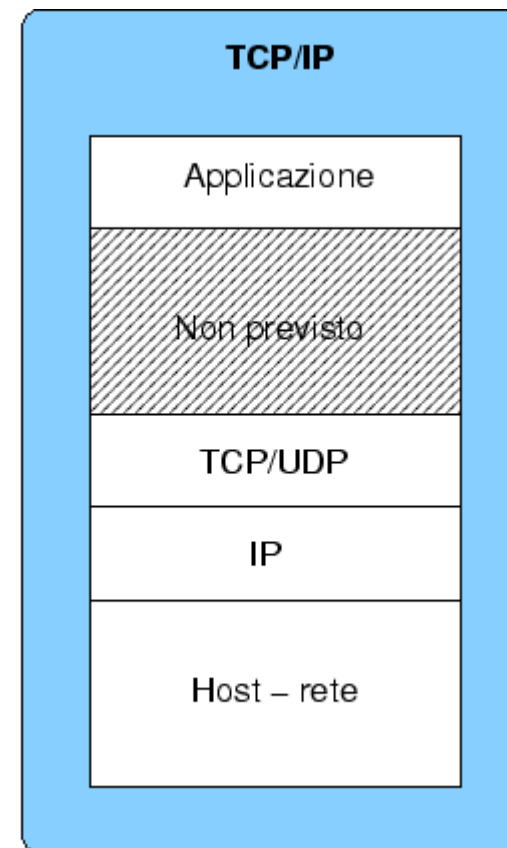 TCP/IP
Applicazione
Non previsto
TCP/UDP
IP
Host – rete